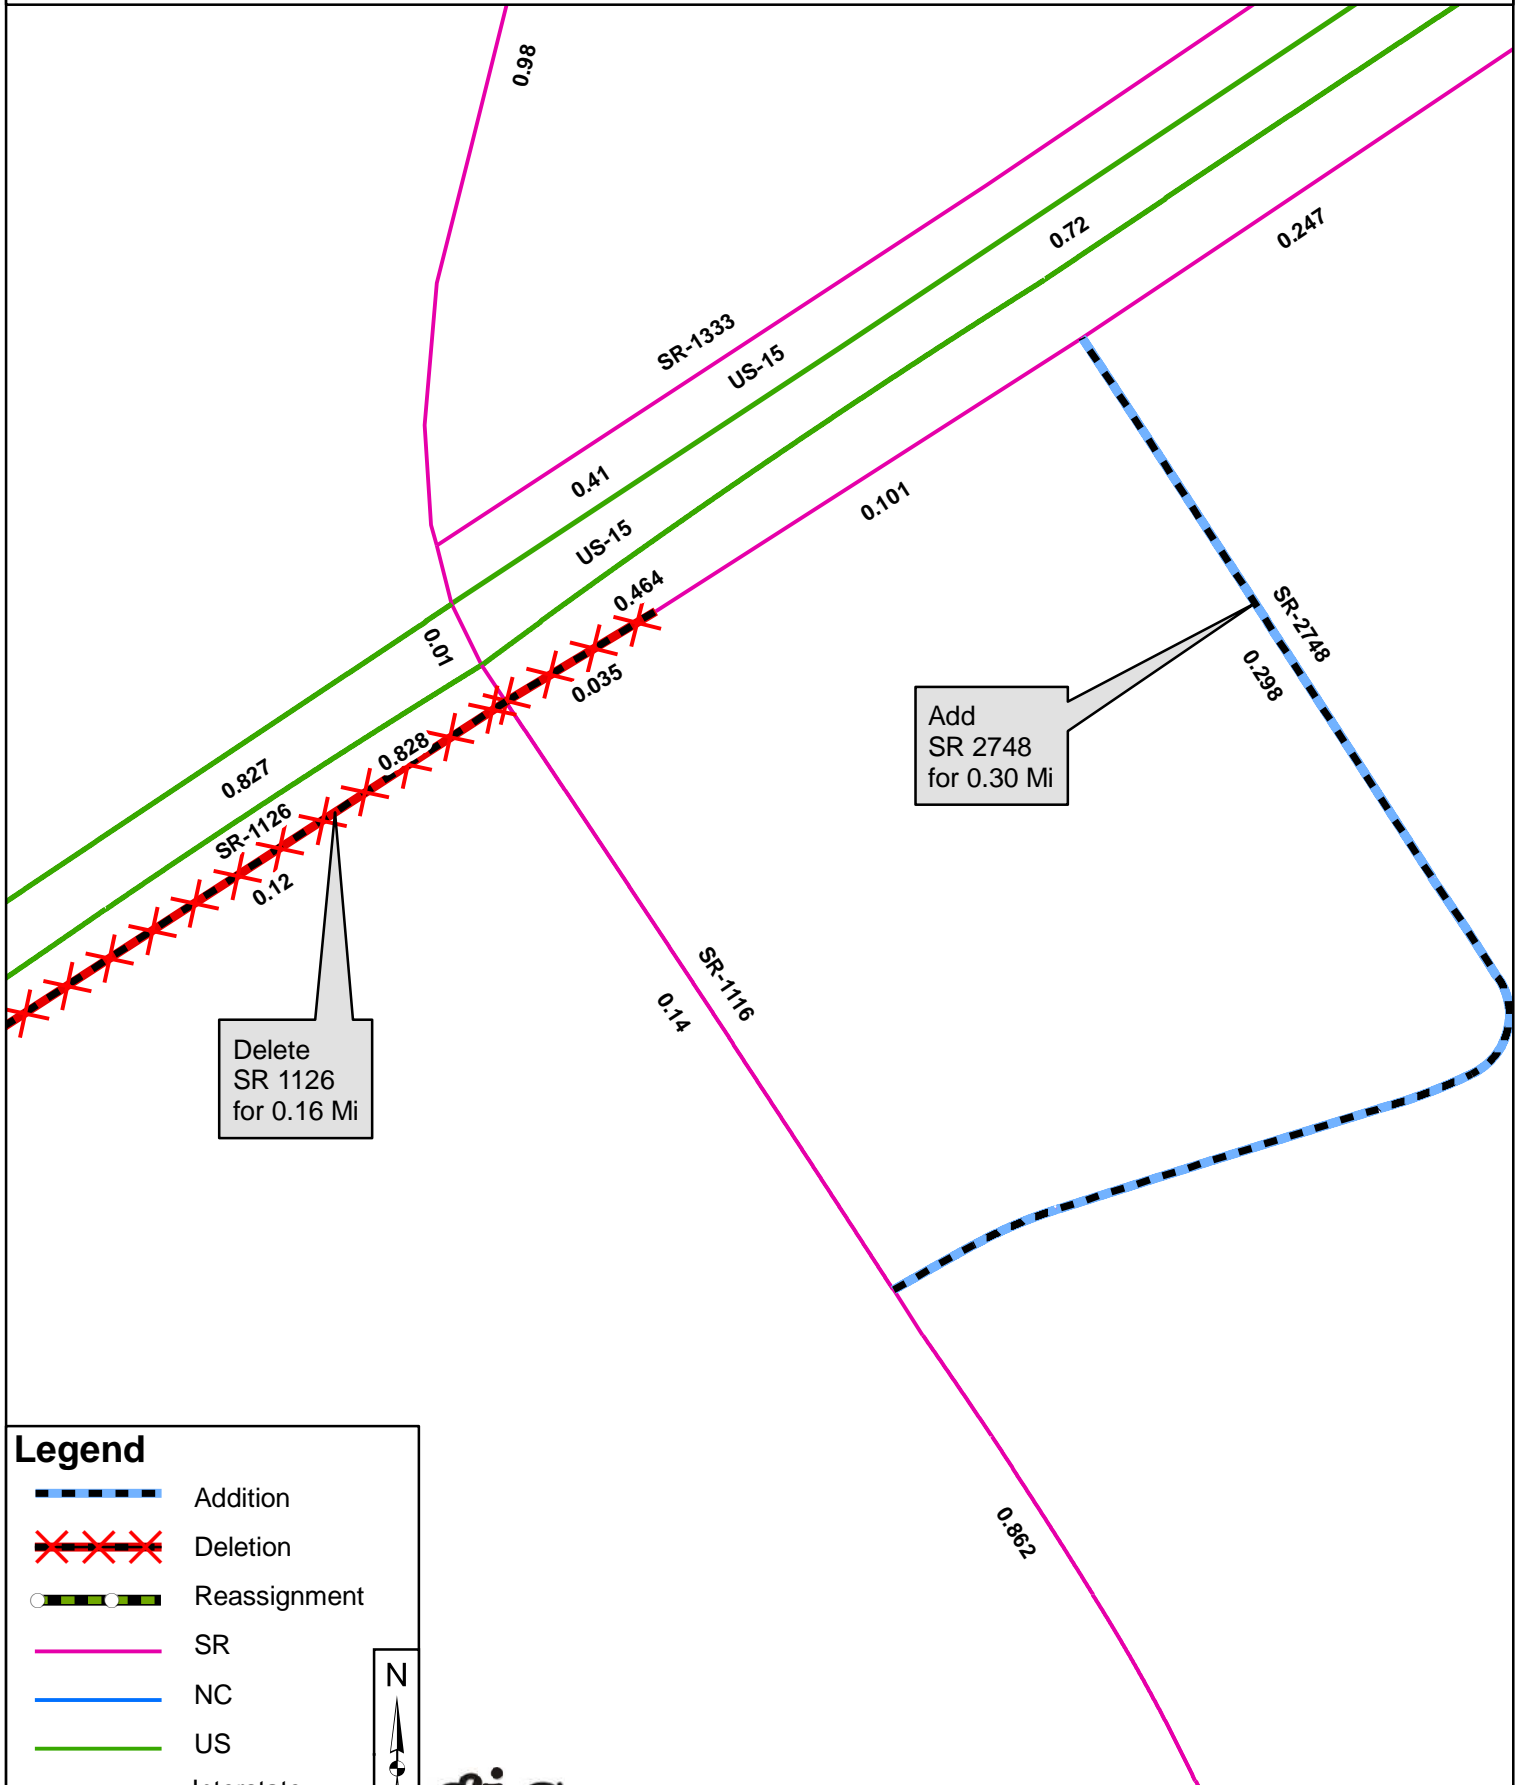 0.98
0.72
0.247
SR-1333
US-15
0.41
0.101
US-15
0.464
SR-2748
0.01
0.298
0.035
Add
SR 2748
for 0.30 Mi
0.828
0.827
SR-1126
0.12
SR-1116
0.14
Delete
SR 1126
for 0.16 Mi
0.862
Legend
Addition
Deletion
Reassignment
SR
N
NC
US